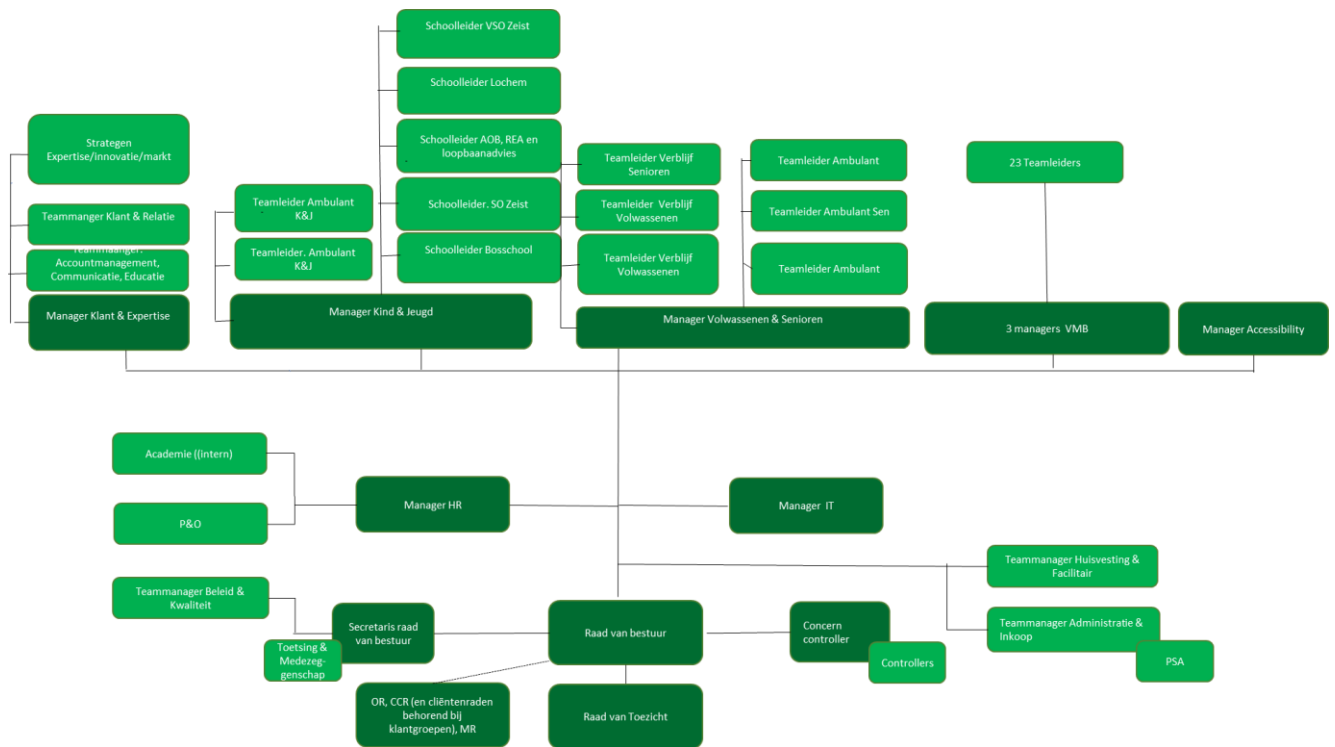 Schoolleider VSO Zeist
Schoolleider Lochem
Strategen
Expertise/innovatie/markt
Schoolleider AOB, REA en
loopbaanadvies
Teamleider Verblijf
Senioren
Teamleider Ambulant
23 Teamleiders
Teammanger Klant & Relatie
Teamleider Ambulant
K&J
Schoolleider. SO Zeist
Teamleider  Verblijf
Volwassenen
Teamleider Ambulant Sen
Teammaanger.
Accountmanagement,
Communicatie, Educatie
Teamleider. Ambulant
K&J
Schoolleider Bosschool
Teamleider Verblijf
Volwassenen
Teamleider Ambulant
Manager Klant & Expertise
Manager Kind & Jeugd
Manager Volwassenen & Senioren
3 managers  VMB
Manager Accessibility
Academie ((intern)
P&O
Manager HR
Manager  IT
Teammanager Huisvesting &
Facilitair
Teammanager Beleid &
Kwaliteit
Secretaris raad
van bestuur
Toetsing &
Medezeg-
genschap
Raad van bestuur
Concern
controller
Controllers
Teammanager Administratie &
Inkoop
PSA
OR, CCR (en cliëntenraden
behorend bij
klantgroepen), MR
Raad van Toezicht